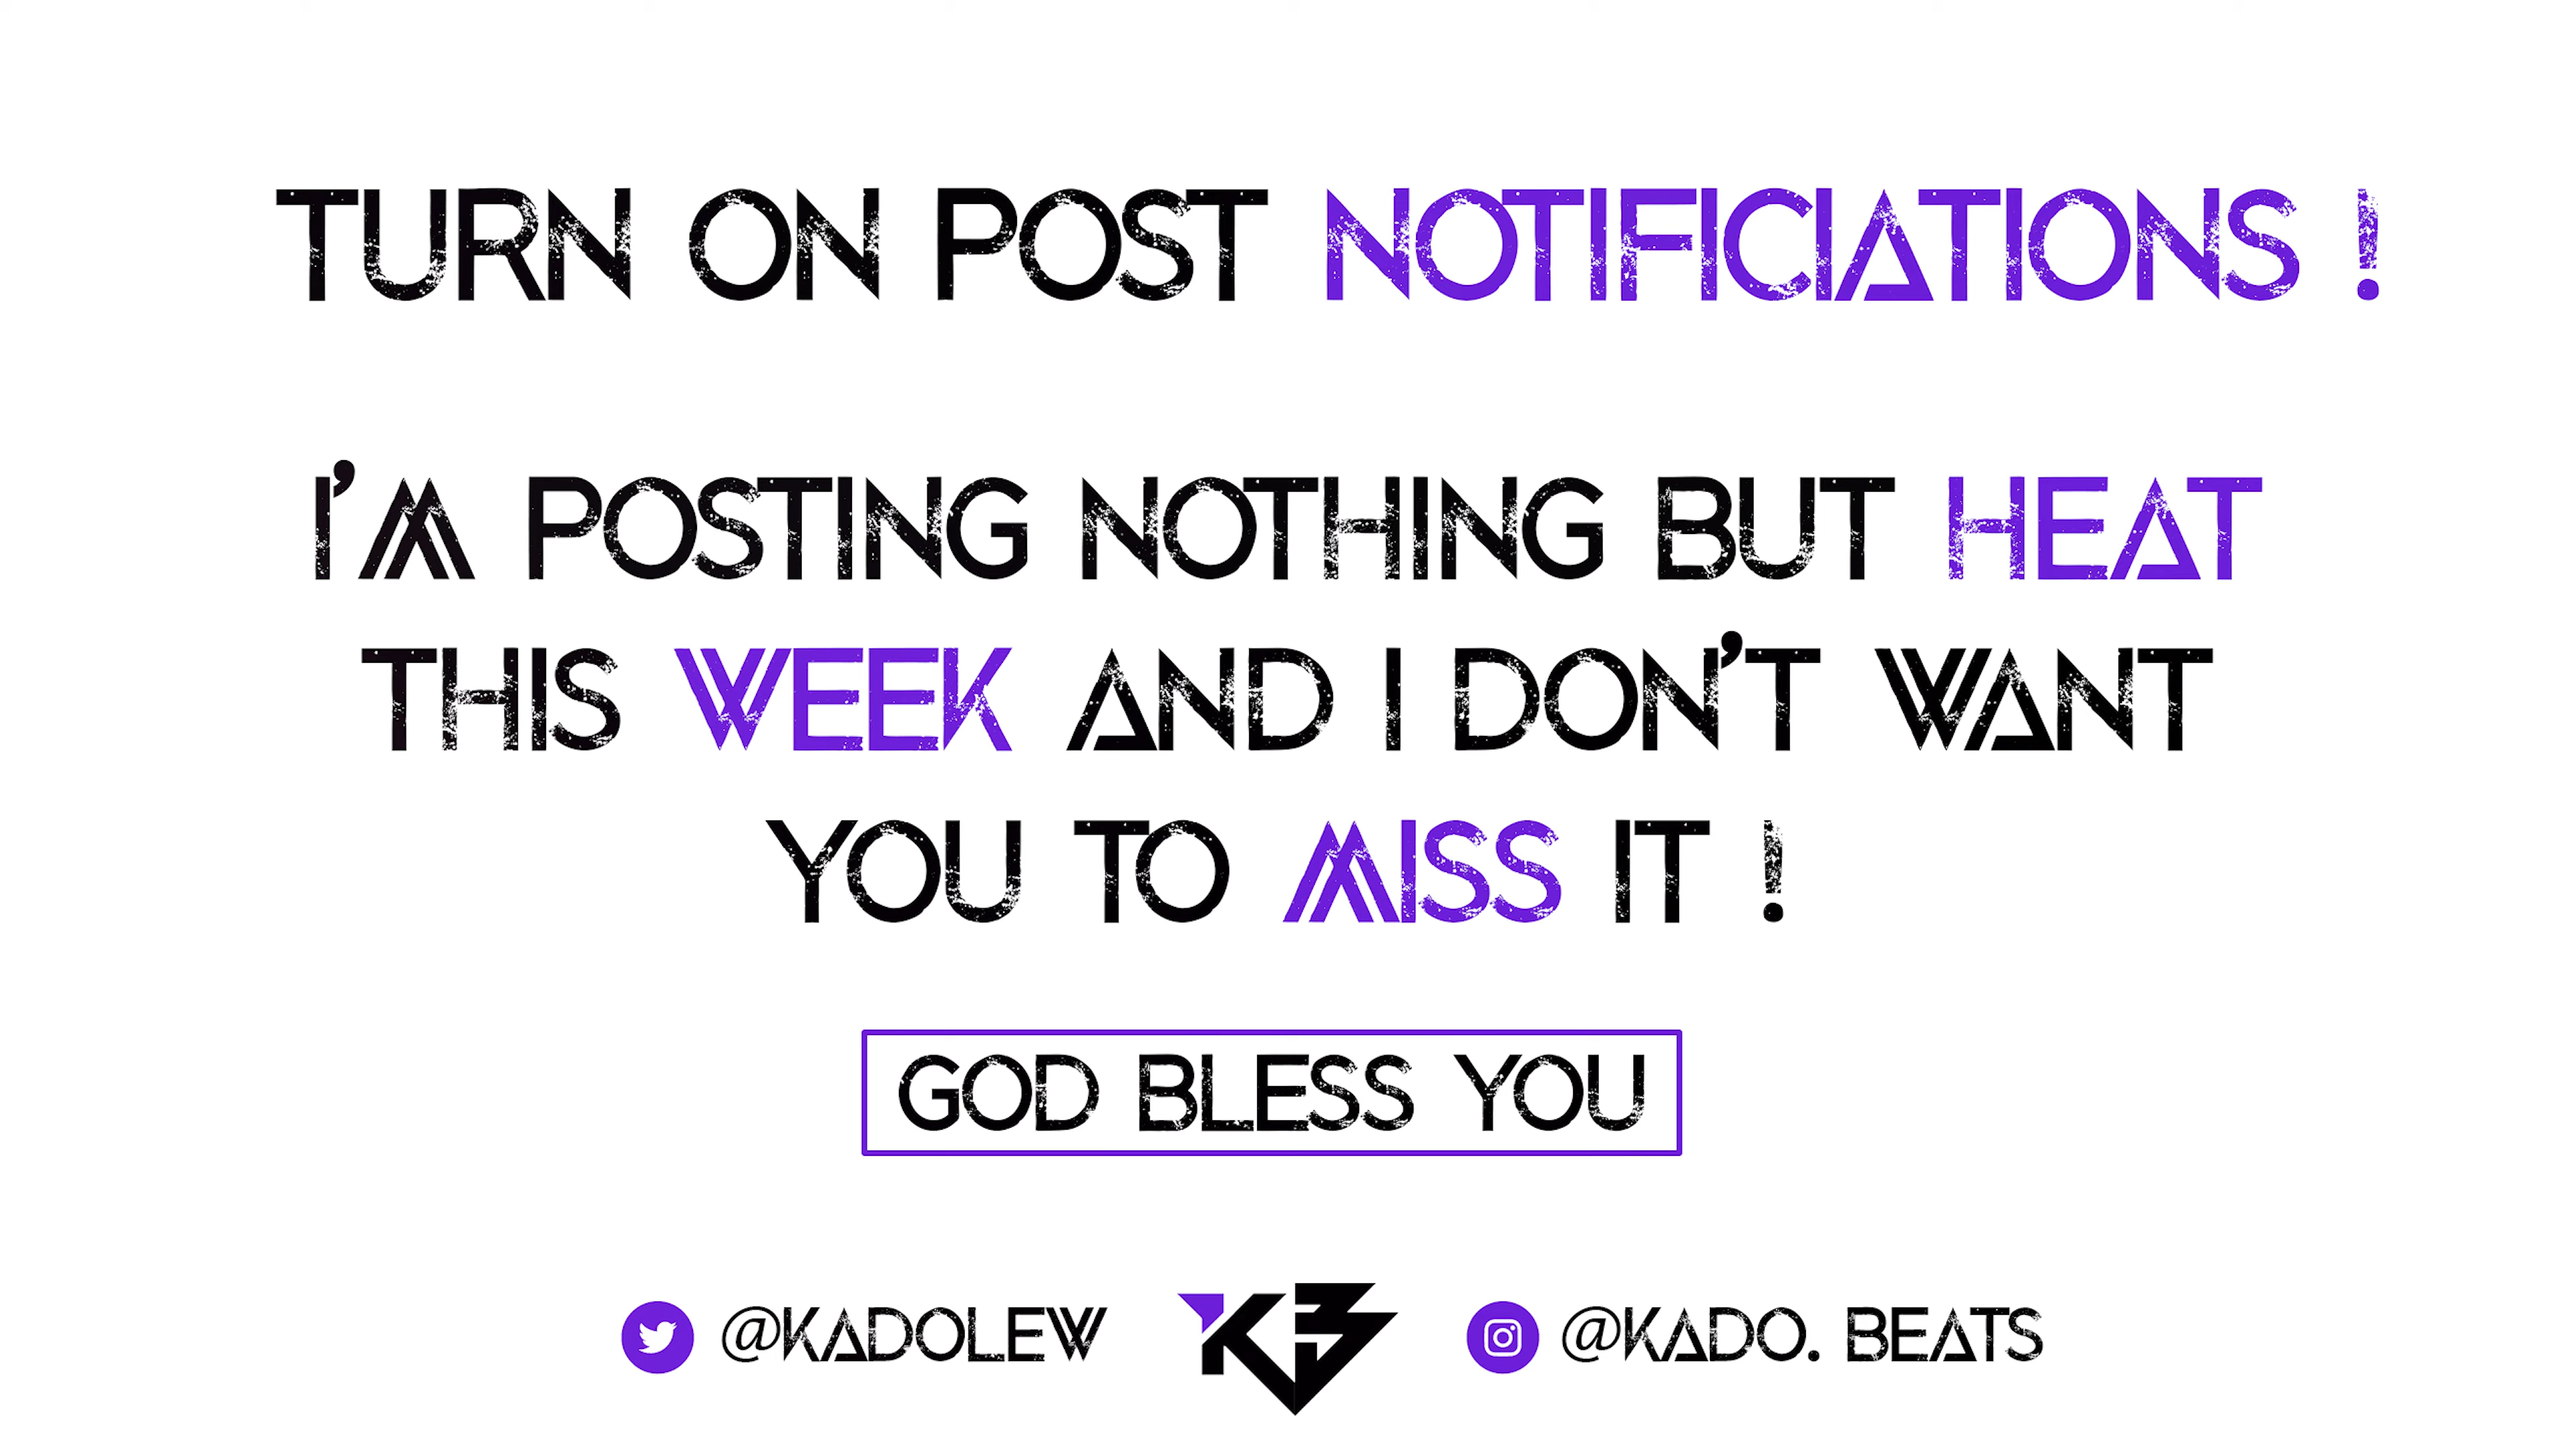 TURN ON POST NOTIFICIATIONS !
I'M POSTING NOTHING BUT HEAT
THIS WEEK AND I DON'T WANT
YOU TO MISS IT !
GOD BLESS YOU
@KADOLEW KB @KADO. BEATS